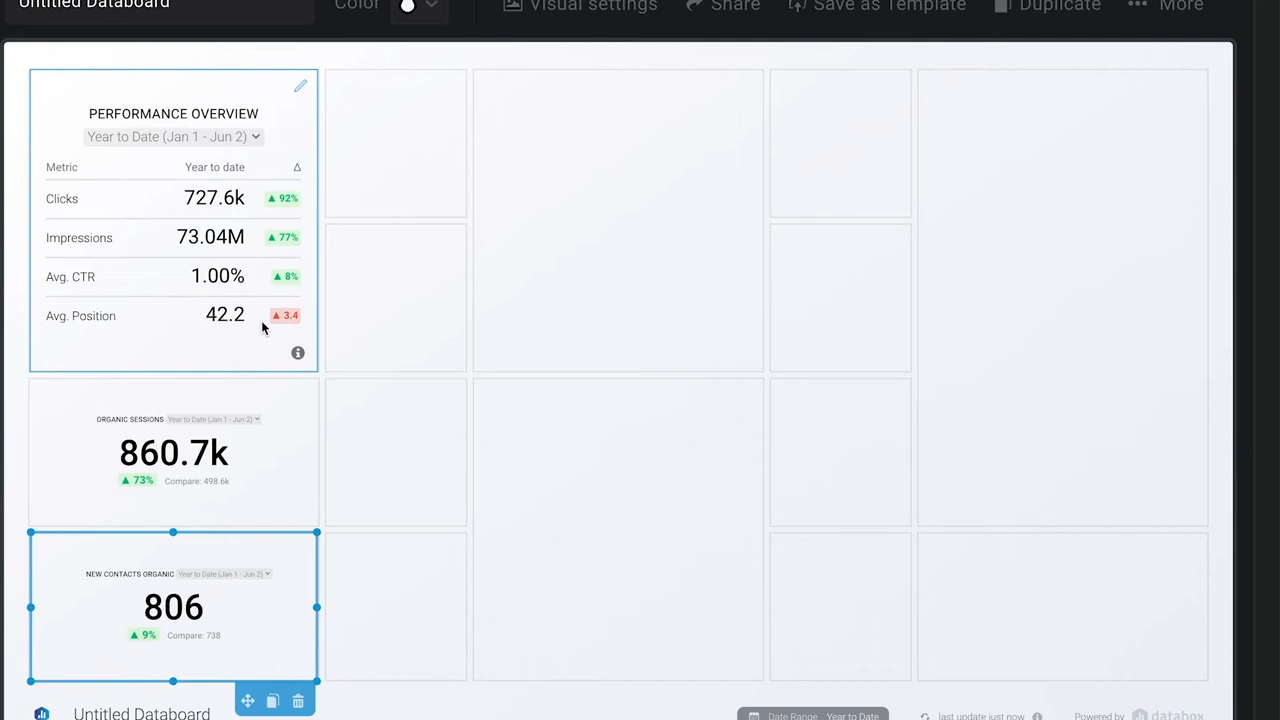 Untitled Databoard
Color
Visual settings
Share
Save as Template
Duplicate
More
PERFORMANCE OVERVIEW
Year to Date (Jan 1 - Jun 2)
Metric Year to date Δ
Clicks 727.6k ▲ 92%
Impressions 73.04M ▲ 77%
Avg. CTR 1.00% ▲ 8%
Avg. Position 42.2 ▲ 3.4
ORGANIC SESSIONS Year to Date (Jan 1 - Jun 2)
860.7k
▲ 73% Compare: 498.6k
NEW CONTACTS ORGANIC Year to Date (Jan 1 - Jun 2)
806
▲ 9% Compare: 738
Untitled Databoard
Date Range Year to Date
last update just now
Powered by databox